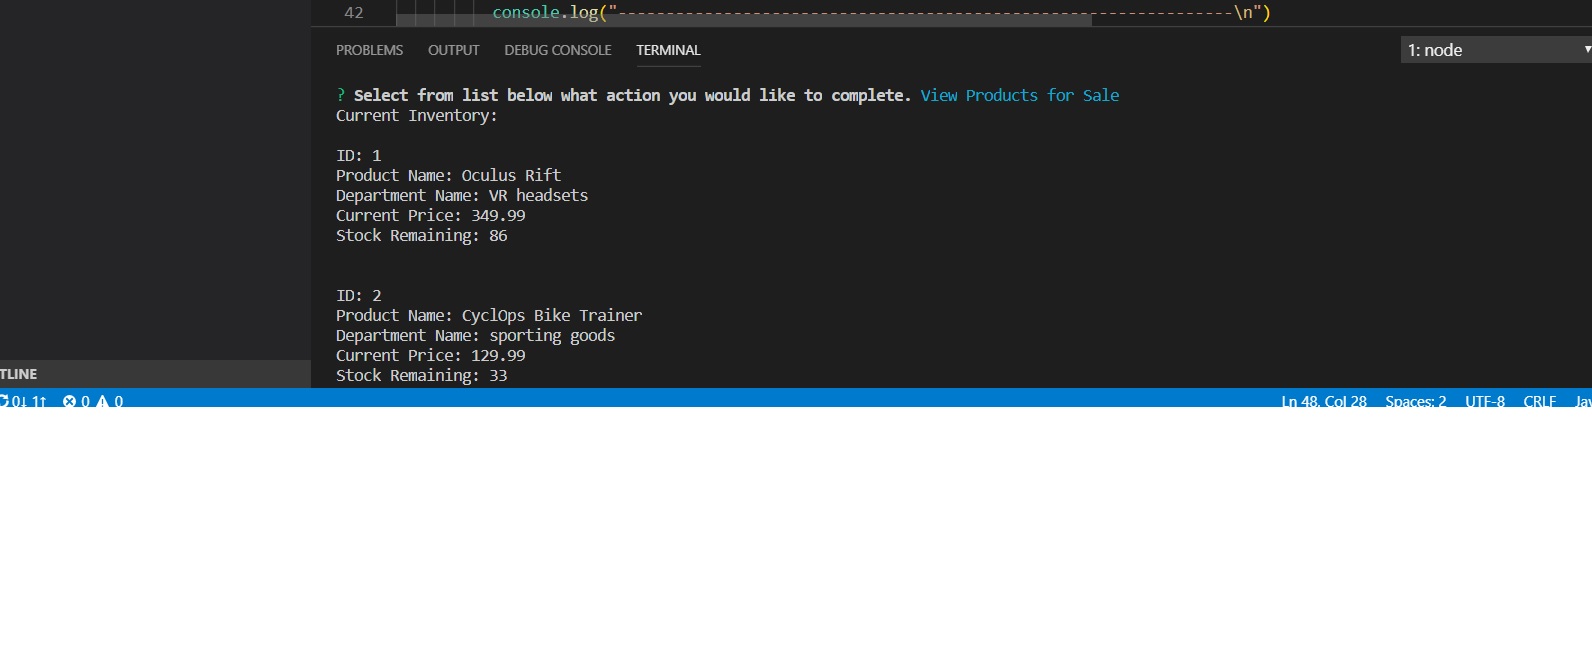 42 console.log("----------------------------------------------------------------\n")
PROBLEMS OUTPUT DEBUG CONSOLE TERMINAL 1: node
? Select from list below what action you would like to complete. View Products for Sale
Current Inventory:
ID: 1
Product Name: Oculus Rift
Department Name: VR headsets
Current Price: 349.99
Stock Remaining: 86
ID: 2
Product Name: CyclOps Bike Trainer
Department Name: sporting goods
Current Price: 129.99
Stock Remaining: 33
TLINE
0↓ 1↑ 0 0 Ln 48, Col 28 Spaces: 2 UTF-8 CRLF Jav